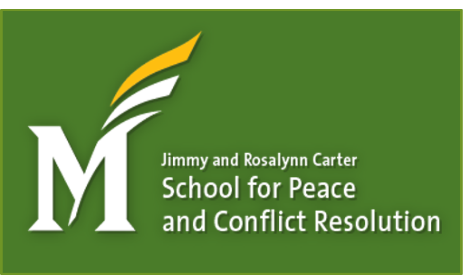 M
Jimmy and Rosalynn Carter
School for Peace
and Conflict Resolution